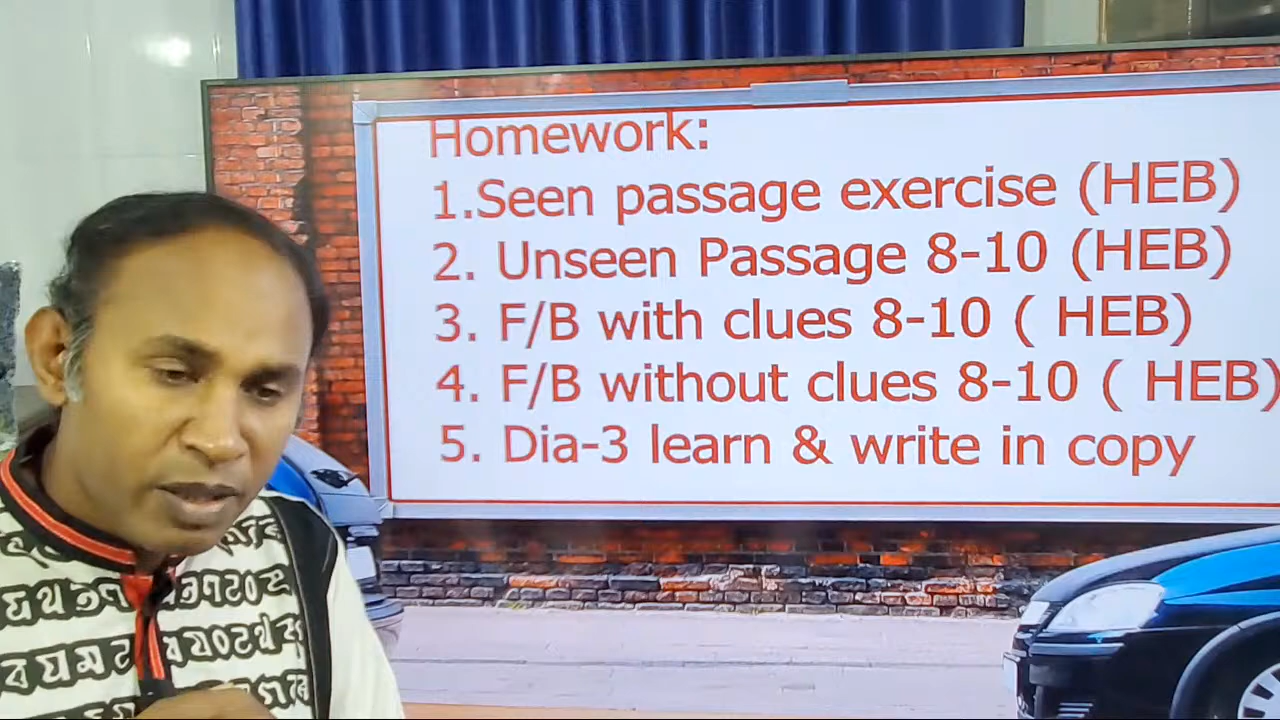 Homework:
1.Seen passage exercise (HEB)
2. Unseen Passage 8-10 (HEB)
3. F/B with clues 8-10 ( HEB)
4. F/B without clues 8-10 ( HEB)
5. Dia-3 learn & write in copy